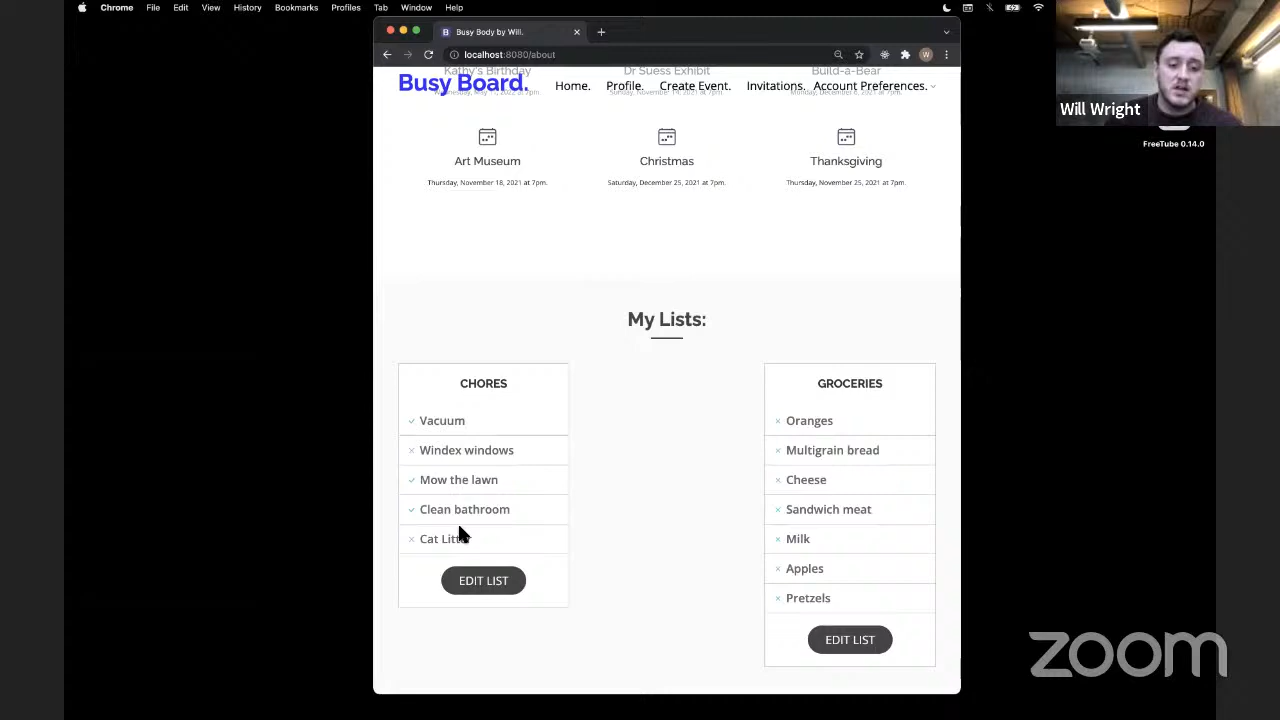 Chrome File Edit View History Bookmarks Profiles Tab Window Help
Busy Body by Will.
localhost:8080/about
W
Kathy's Birthday Dr Suess Exhibit Build-a-Bear
Busy Board. Home. Profile. Create Event. Invitations. Account Preferences.
Will Wright
FreeTube 0.14.0
Art Museum Christmas Thanksgiving
Thursday, November 18, 2021 at 7pm. Saturday, December 25, 2021 at 7pm. Thursday, November 25, 2021 at 7pm.
My Lists:
CHORES
Vacuum
Windex windows
Mow the lawn
Clean bathroom
Cat
EDIT LIST
GROCERIES
Oranges
Multigrain bread
Cheese
Sandwich meat
Milk
Apples
Pretzels
EDIT LIST
zoom